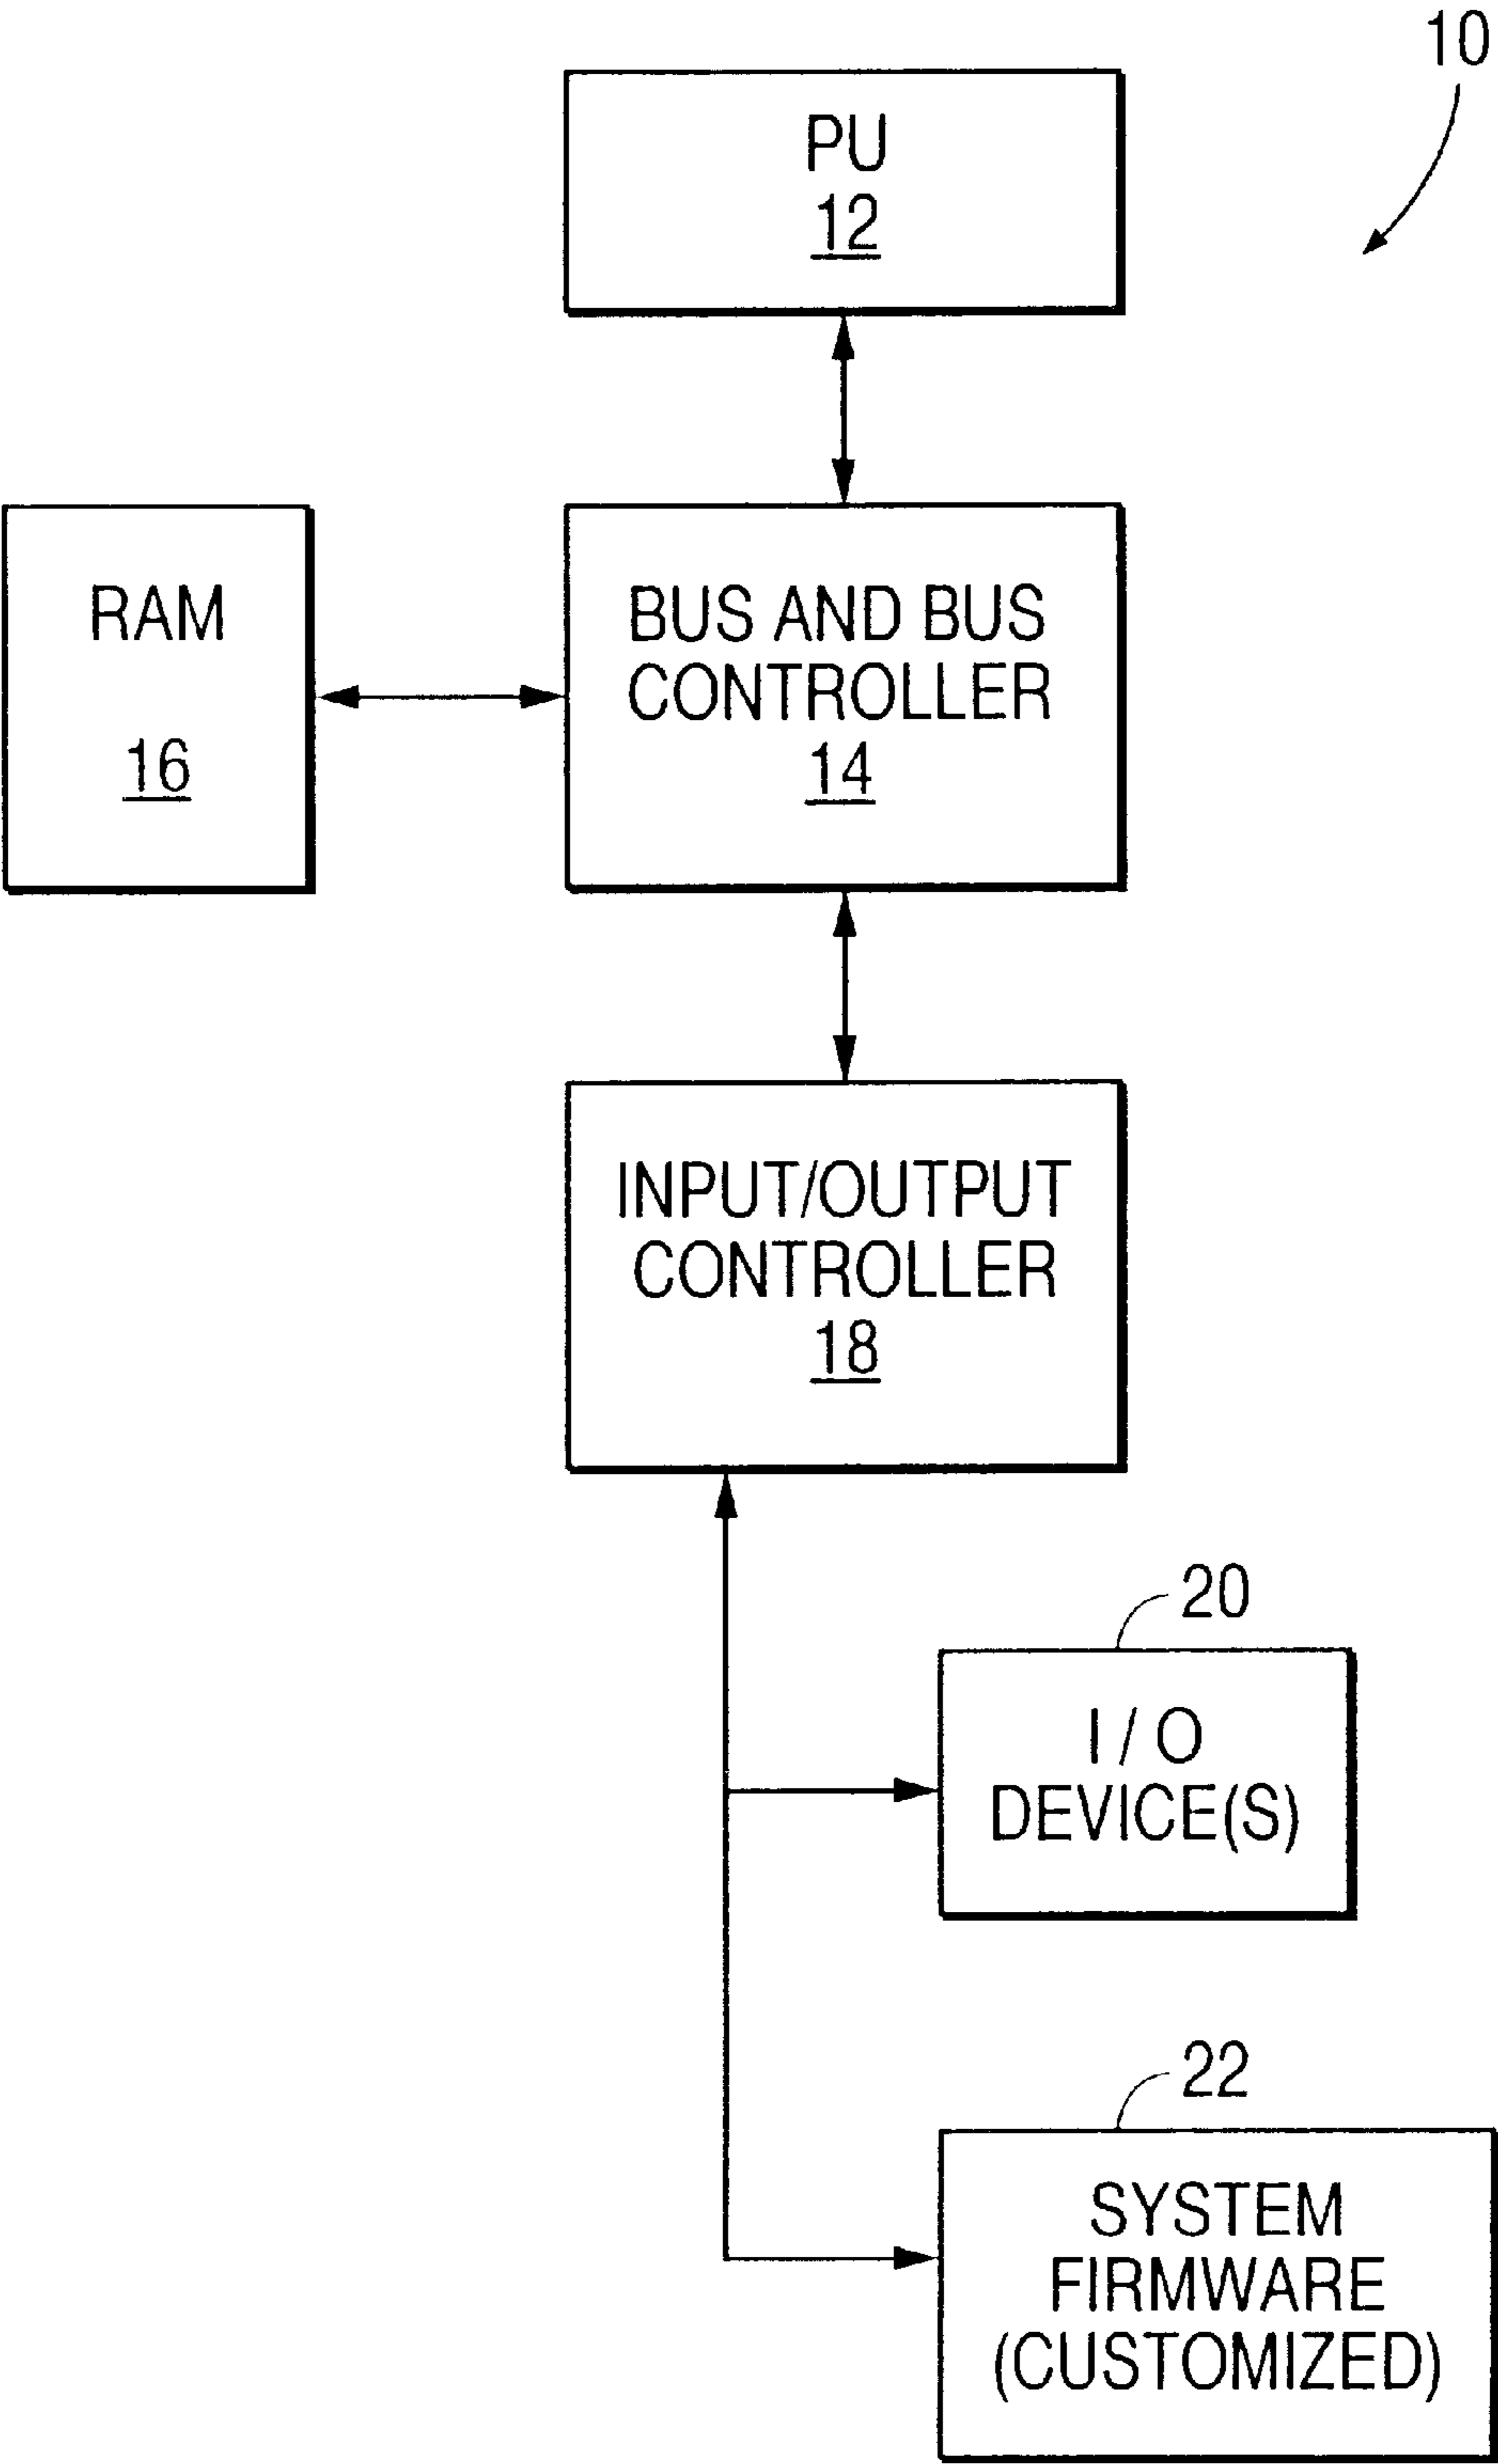 10
PU
12
RAM
16
BUS AND BUS
CONTROLLER
14
INPUT/OUTPUT
CONTROLLER
18
20
I / O
DEVICE(S)
22
SYSTEM
FIRMWARE
(CUSTOMIZED)